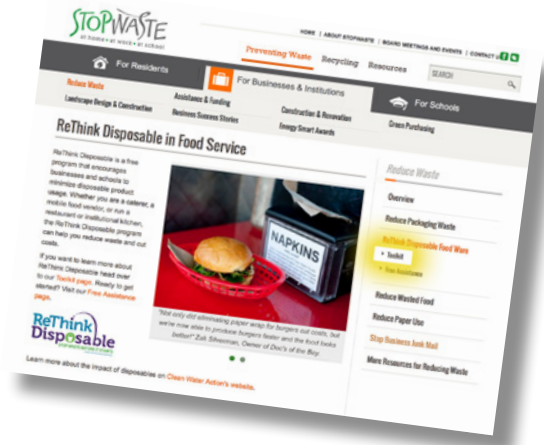 STOPWASTE
at home • at work • at school
HOME | ABOUT STOPWASTE | BOARD MEETINGS AND EVENTS | CONTACT US
Preventing Waste Recycling Resources
SEARCH
For Residents
For Businesses & Institutions
For Schools
Reduce Waste
Assistance & Funding
Construction & Renovation
Green Purchasing
Landscape Design & Construction
Business Success Stories
Energy Smart Awards
ReThink Disposable in Food Service
ReThink Disposable is a free
program that encourages
businesses and schools to
minimize disposable product
usage. Whether you are a caterer, a
mobile food vendor, or run a
restaurant or institutional kitchen,
the ReThink Disposable program
can help you reduce waste and cut
costs.
If you want to learn more about
ReThink Disposable head over
to our Toolkit page. Ready to get
started? Visit our Free Assistance
page.
NAPKINS
"Not only did eliminating paper wrap for burgers cut costs, but
we're now able to produce burgers faster and the food looks
better!" Zak Silverman, Owner of Doc's of the Bay.
ReThink
Disposable
Learn more about the impact of disposables on Clean Water Action's website.
Reduce Waste
Overview
Reduce Packaging Waste
ReThink Disposable Food Ware
Toolkit
Free Assistance
Reduce Wasted Food
Reduce Paper Use
Stop Business Junk Mail
More Resources for Reducing Waste